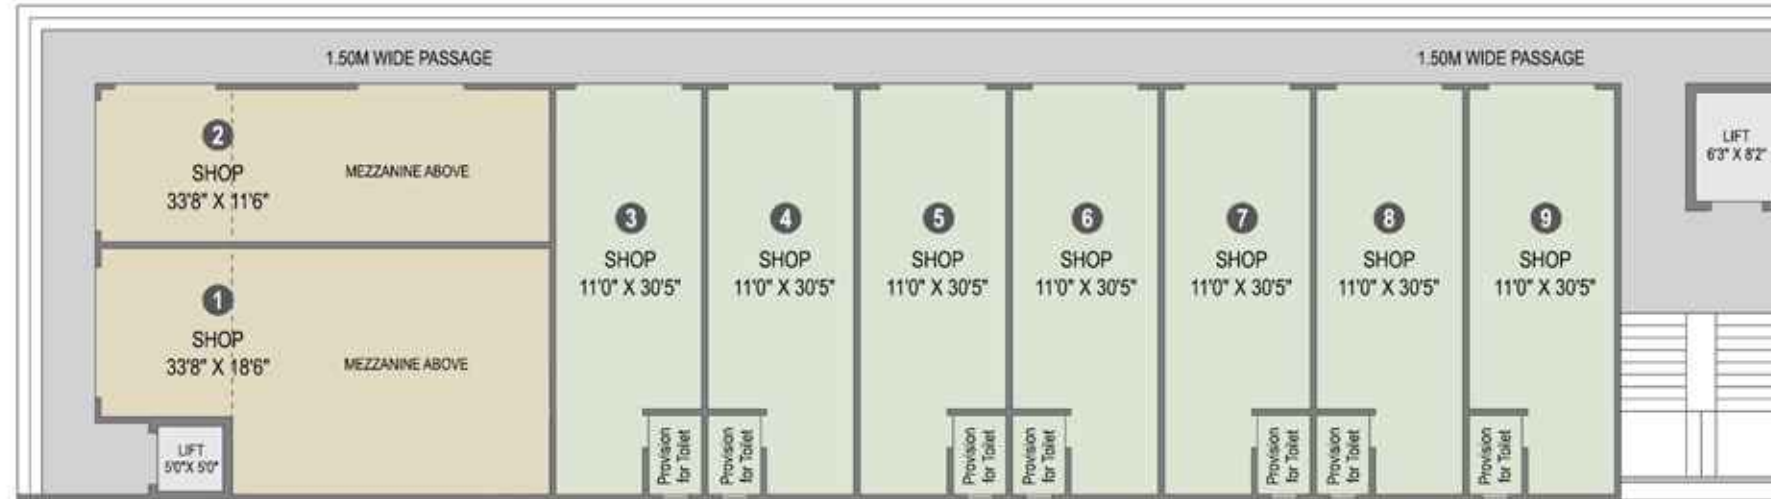 1.50M WIDE PASSAGE
1.50M WIDE PASSAGE
2
SHOP
33'8" X 11'6"
MEZZANINE ABOVE
1
SHOP
33'8" X 18'6"
MEZZANINE ABOVE
LIFT
5'0"X 5'0"
3
SHOP
11'0" X 30'5"
4
SHOP
11'0" X 30'5"
5
SHOP
11'0" X 30'5"
6
SHOP
11'0" X 30'5"
7
SHOP
11'0" X 30'5"
8
SHOP
11'0" X 30'5"
9
SHOP
11'0" X 30'5"
LIFT
6'3" X 8'2"
Provision
for Toilet
Provision
for Toilet
Provision
for Toilet
Provision
for Toilet
Provision
for Toilet
Provision
for Toilet
Provision
for Toilet